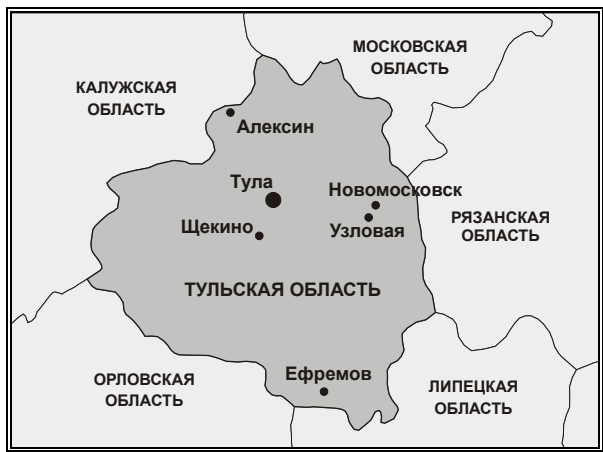 МОСКОВСКАЯ
ОБЛАСТЬ
КАЛУЖСКАЯ
ОБЛАСТЬ
Алексин
Тула
Новомосковск
Щекино
Узловая
РЯЗАНСКАЯ
ОБЛАСТЬ
ТУЛЬСКАЯ ОБЛАСТЬ
Ефремов
ОРЛОВСКАЯ
ОБЛАСТЬ
ЛИПЕЦКАЯ
ОБЛАСТЬ